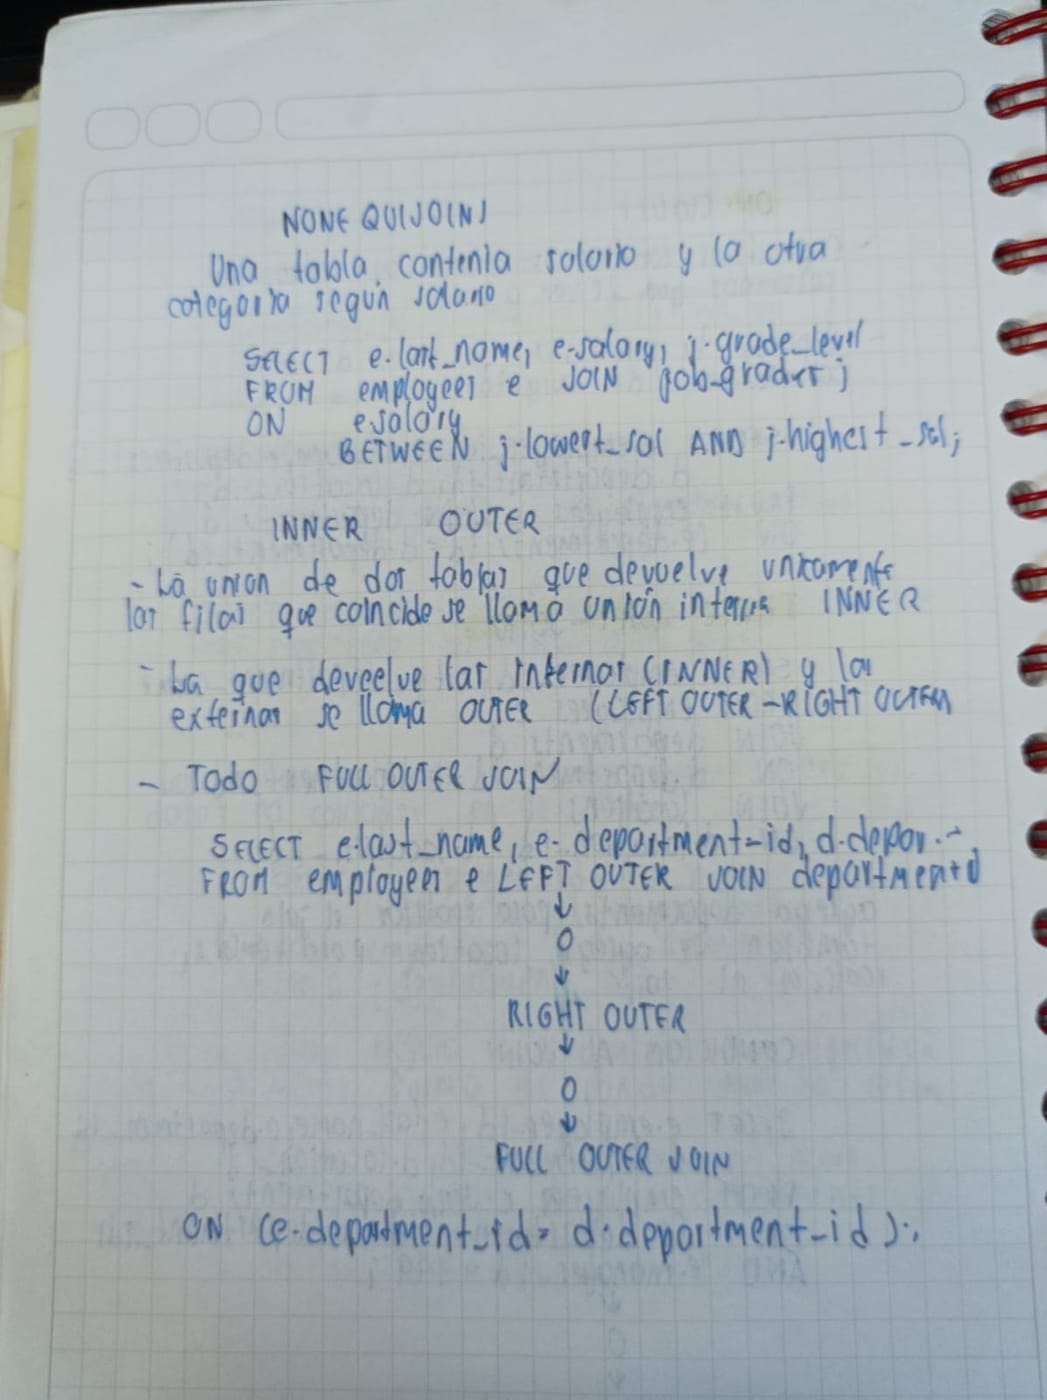 NONEQUIJOINS
Una tabla contenia salario y la otra
categoria según salario
SELECT e.last_name, e.salary, j.grade_level
FROM employees e JOIN job_grades j
ON e.salary
BETWEEN j.lowest_sal AND j.highest_sal;
INNER OUTER
- La union de dos tablas que devuelve unicamente
las filas que coincide se llama unión interna INNER
- La que devuelve las internas (INNER) y las
externas se llama OUTER (LEFT OUTER - RIGHT OUTER)
- Todo FULL OUTER JOIN
SELECT e.last_name, e.department_id, d.depar..-
FROM employees e LEFT OUTER JOIN departments d
↓
O
↓
RIGHT OUTER
↓
O
↓
FULL OUTER JOIN
ON (e.department_id = d.department_id);